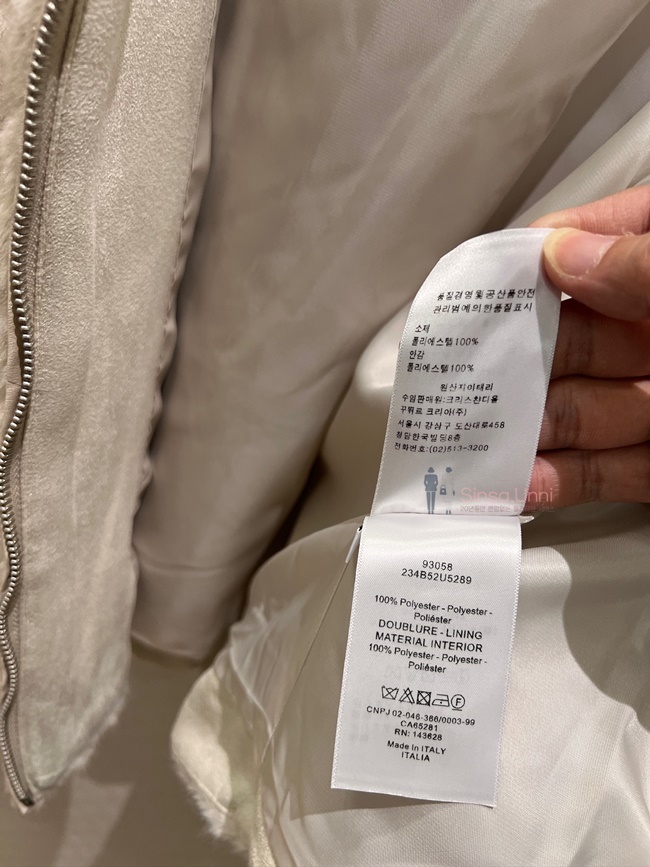 품질경영및공산품안전
관리법에의한품질표시
소제
폴리에스텔100%
안감
폴리에스텔100%
원산지이태리
수입판매원:크리스챤디올
꾸뛰르 코리아(주)
서울시 강남구 도산대로458
청담한국빌딩8층
전화번호:(02)513-3200
Sinsa Unni
93058
234B52U5289
100% Polyester - Polyester -
Poliéster
DOUBLURE - LINING
MATERIAL INTERIOR
100% Polyester - Polyester -
Poliéster
CNPJ 02-046-366/0003-99
CA65281
RN: 143628
Made In ITALY
ITALIA